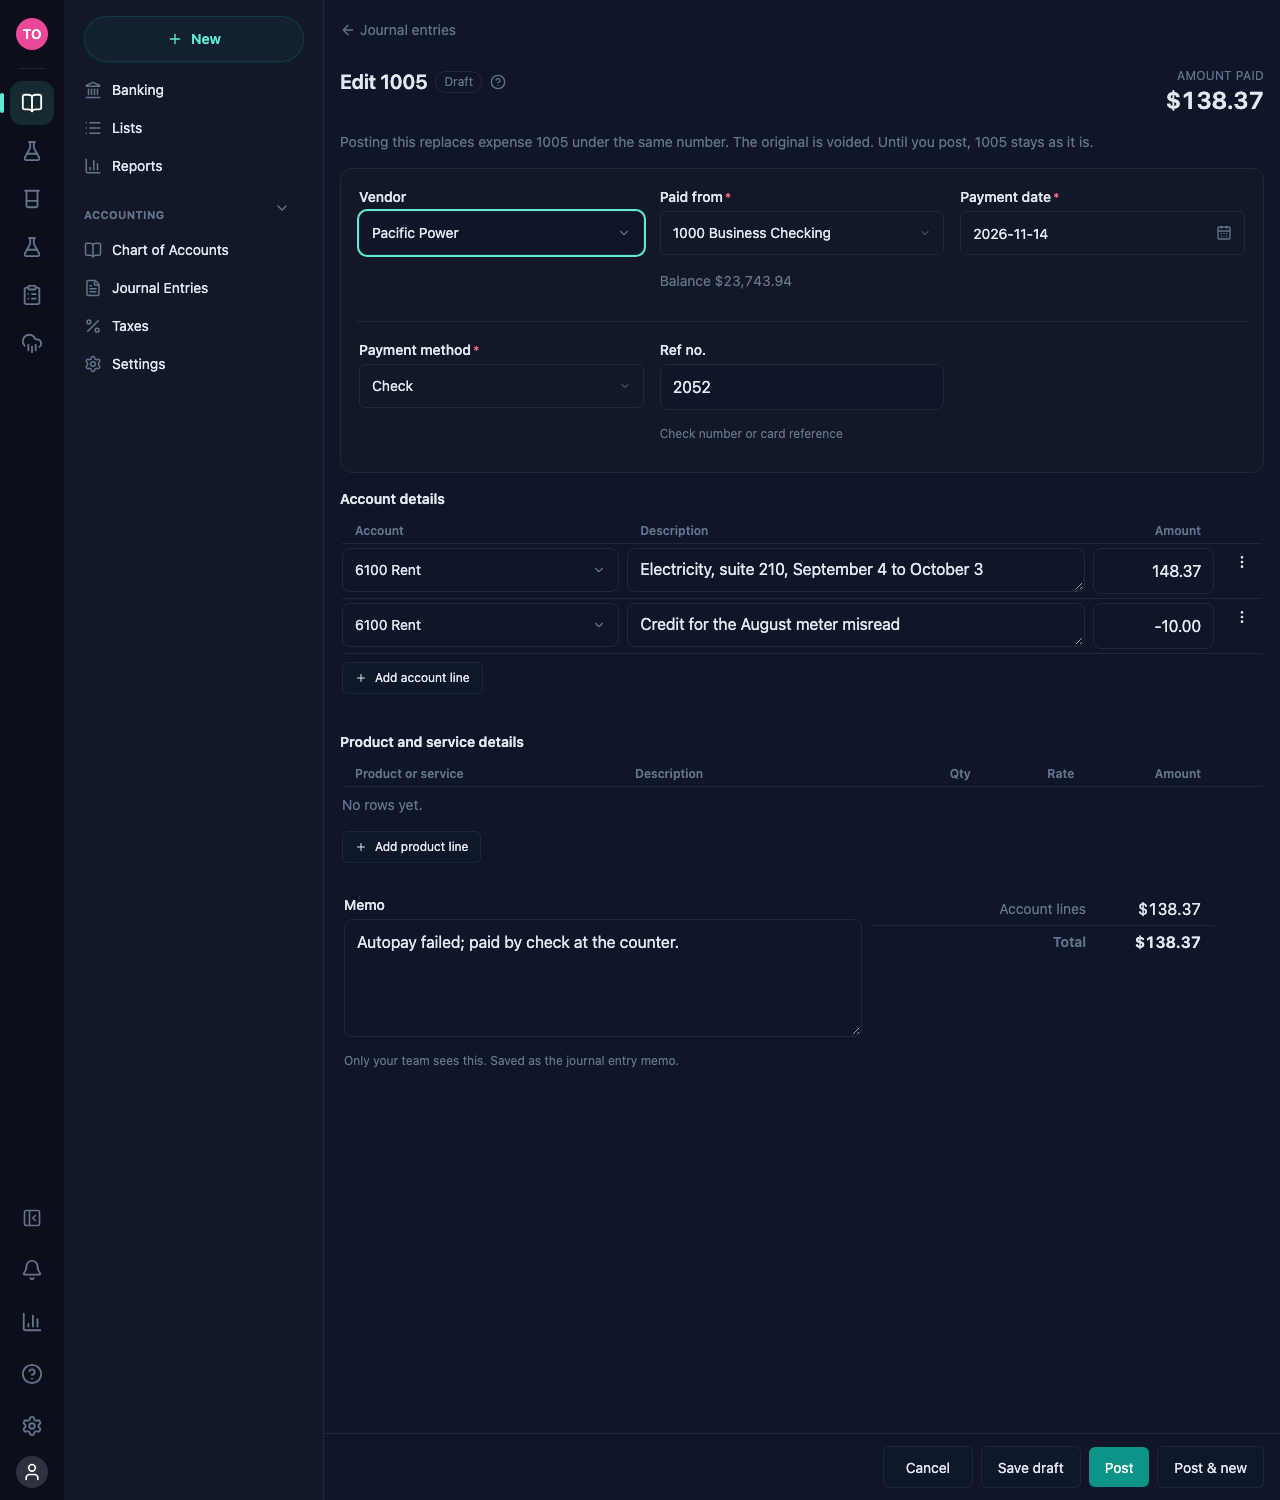 TO
New
Banking
Lists
Reports
ACCOUNTING
Chart of Accounts
Journal Entries
Taxes
Settings
Journal entries
Edit 1005 Draft
AMOUNT PAID
$138.37
Posting this replaces expense 1005 under the same number. The original is voided. Until you post, 1005 stays as it is.
Vendor Paid from* Payment date*
Pacific Power 1000 Business Checking 2026-11-14
Balance $23,743.94
Payment method* Ref no.
Check 2052
Check number or card reference
Account details
Account Description Amount
6100 Rent Electricity, suite 210, September 4 to October 3 148.37
6100 Rent Credit for the August meter misread -10.00
Add account line
Product and service details
Product or service Description Qty Rate Amount
No rows yet.
Add product line
Memo
Autopay failed; paid by check at the counter.
Only your team sees this. Saved as the journal entry memo.
Account lines $138.37
Total $138.37
Cancel Save draft Post Post & new